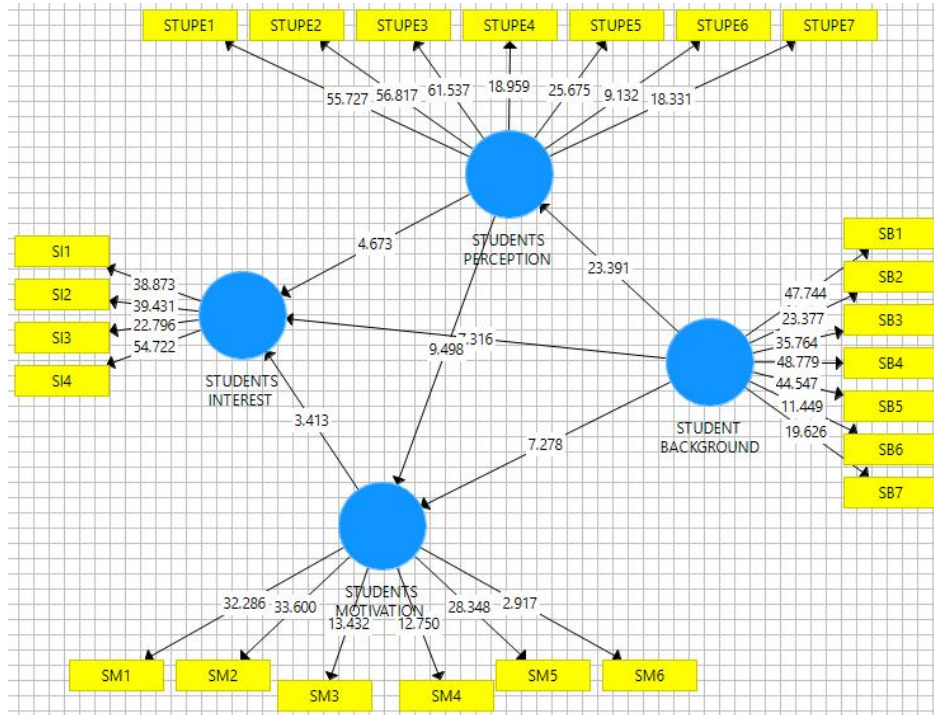 STUPE1 STUPE2 STUPE3 STUPE4 STUPE5 STUPE6 STUPE7
55.727 56.817 61.537 18.959 25.675 9.132 18.331
STUDENTS
PERCEPTION
4.673
23.391
SI1
SI2
SI3
SI4
38.873
39.431
22.796
54.722
STUDENTS
INTEREST
9.498
.316
SB1
SB2
SB3
SB4
SB5
SB6
SB7
47.744
23.377
35.764
48.779
44.547
11.449
19.626
STUDENT
BACKGROUND
3.413
7.278
STUDENTS
MOTIVATION
32.286 33.600 13.432 12.750 28.348 2.917
SM1 SM2 SM3 SM4 SM5 SM6